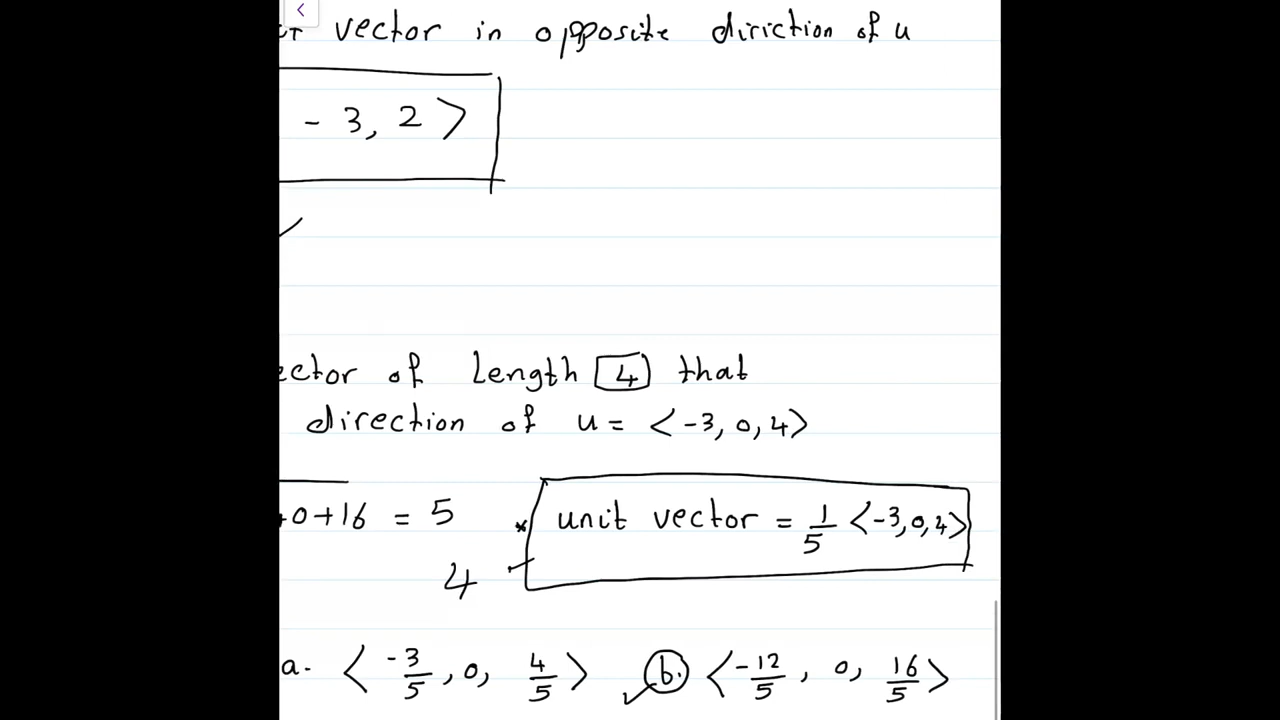 vector in opposite diriction of u
- 3, 2 >
ector of length 4 that
direction of u = < -3, 0, 4 >
+0+16 = 5 * unit vector = 1/5 < -3, 0, 4 >
4
a. < -3/5, 0, 4/5 > b. < -12/5, 0, 16/5 >